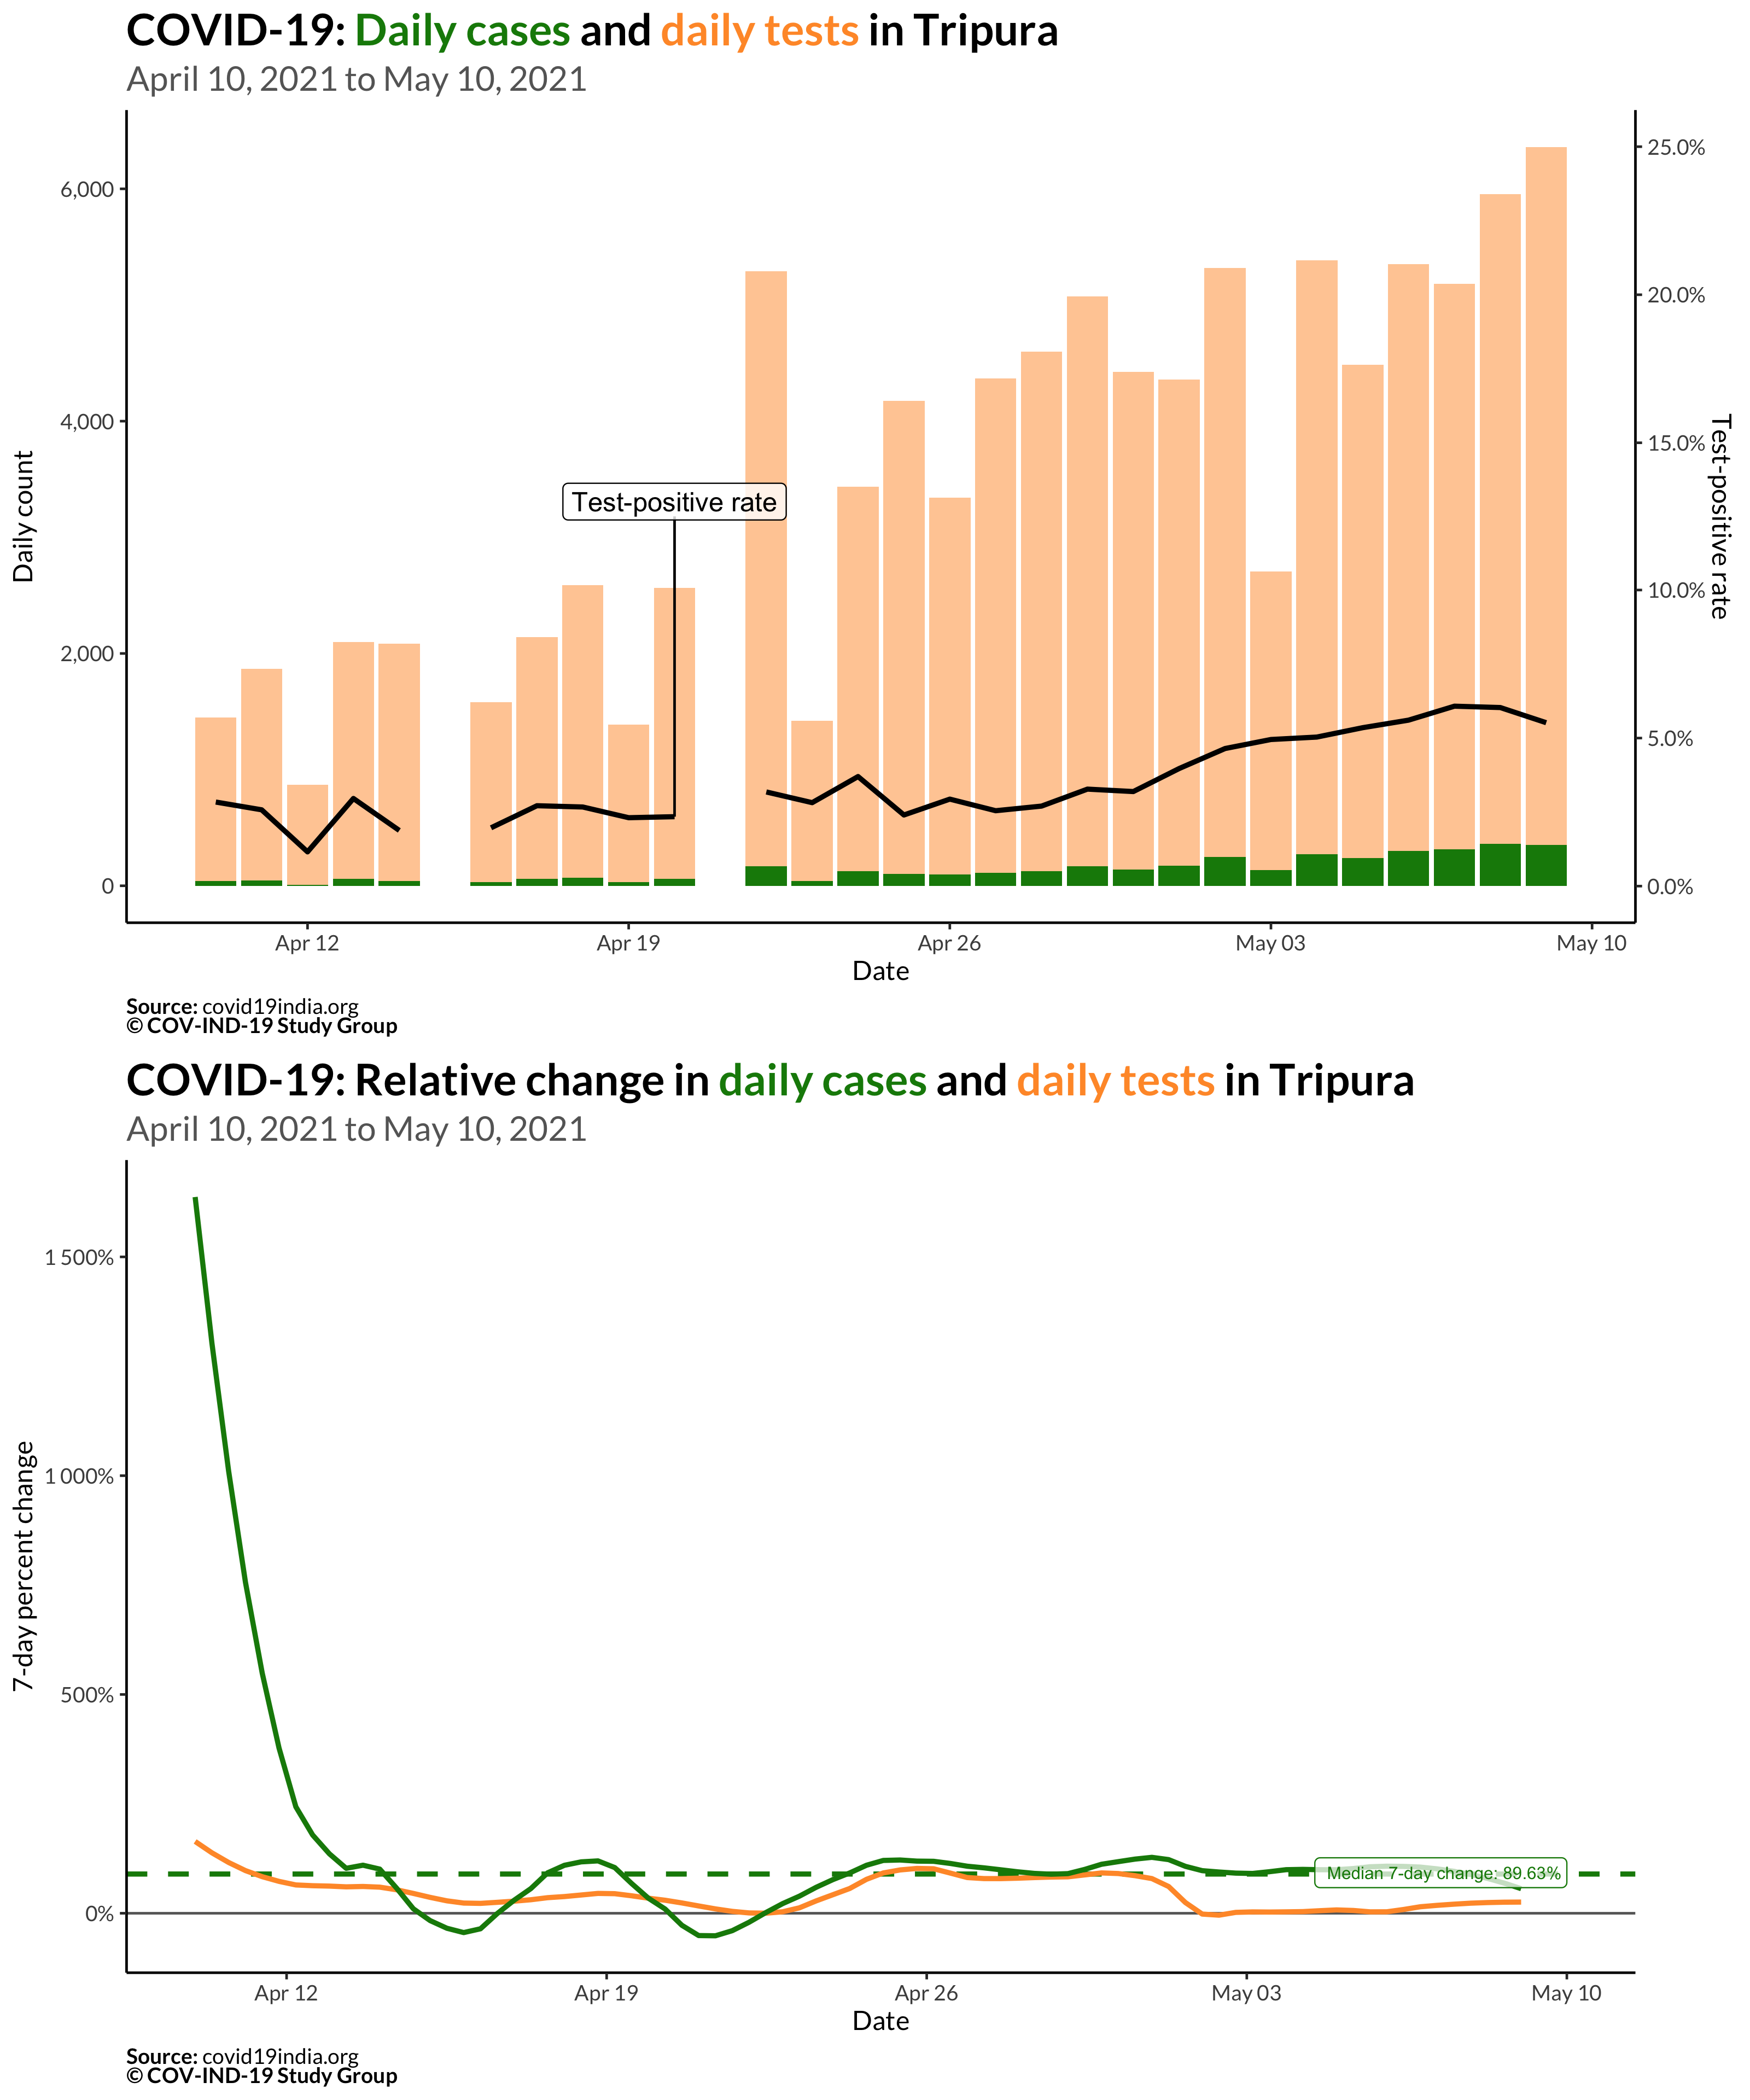 COVID-19: Daily cases and daily tests in Tripura
April 10, 2021 to May 10, 2021
6,000
4,000
2,000
0
Daily count
25.0%
20.0%
15.0%
10.0%
5.0%
0.0%
Test-positive rate
Test-positive rate
Apr 12
Apr 19
Apr 26
May 03
May 10
Date
Source: covid19india.org
© COV-IND-19 Study Group
COVID-19: Relative change in daily cases and daily tests in Tripura
April 10, 2021 to May 10, 2021
1 500%
1 000%
500%
0%
7-day percent change
Median 7-day change: 89.63%
Apr 12
Apr 19
Apr 26
May 03
May 10
Date
Source: covid19india.org
© COV-IND-19 Study Group